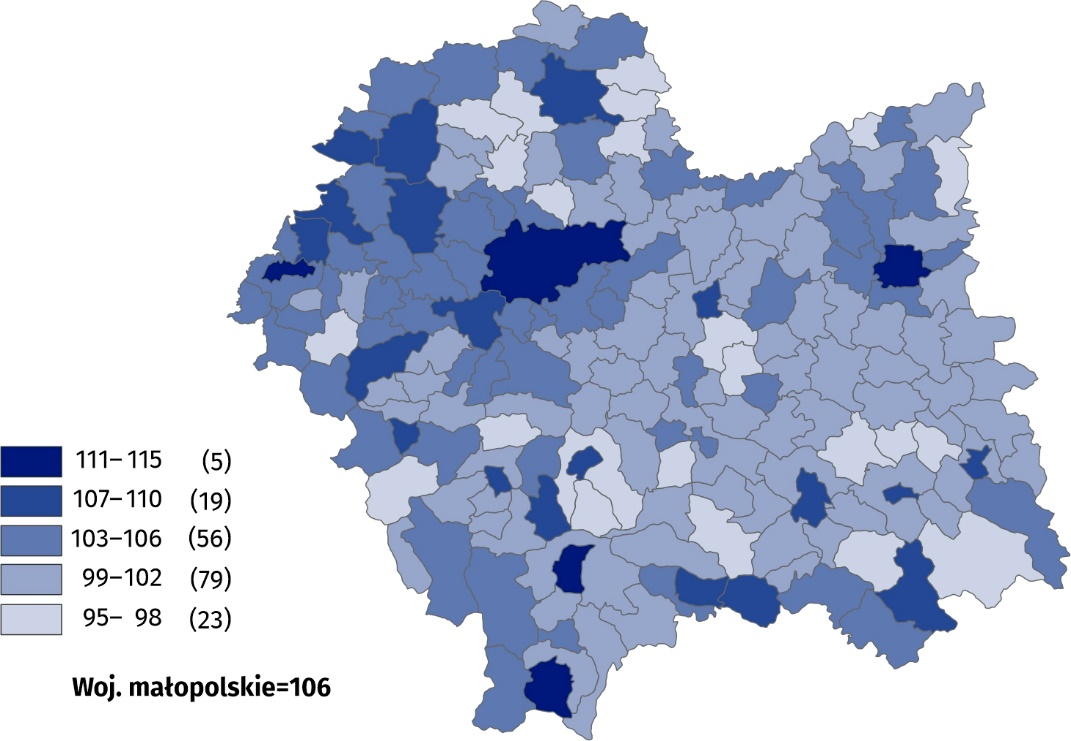 111–115 (5)
107–110 (19)
103–106 (56)
99–102 (79)
95– 98 (23)
Woj. małopolskie=106